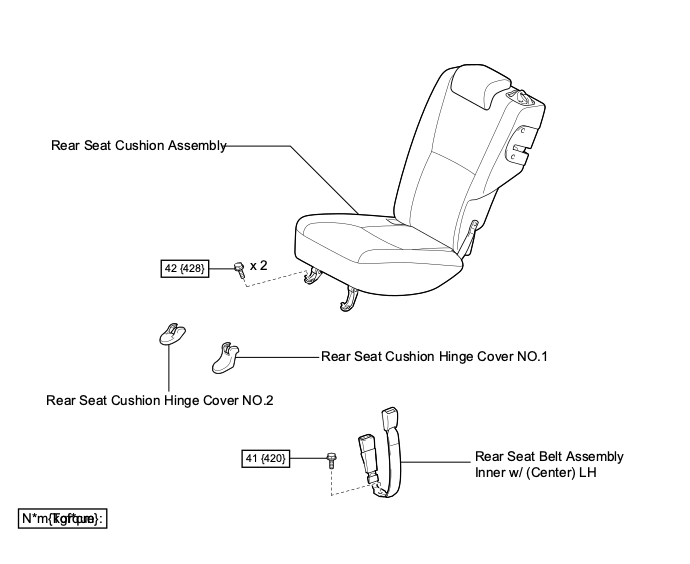 Rear Seat Cushion Assembly
42 {428}
x 2
Rear Seat Cushion Hinge Cover NO.1
Rear Seat Cushion Hinge Cover NO.2
41 {420}
Rear Seat Belt Assembly
Inner w/ (Center) LH
N*m{
}: